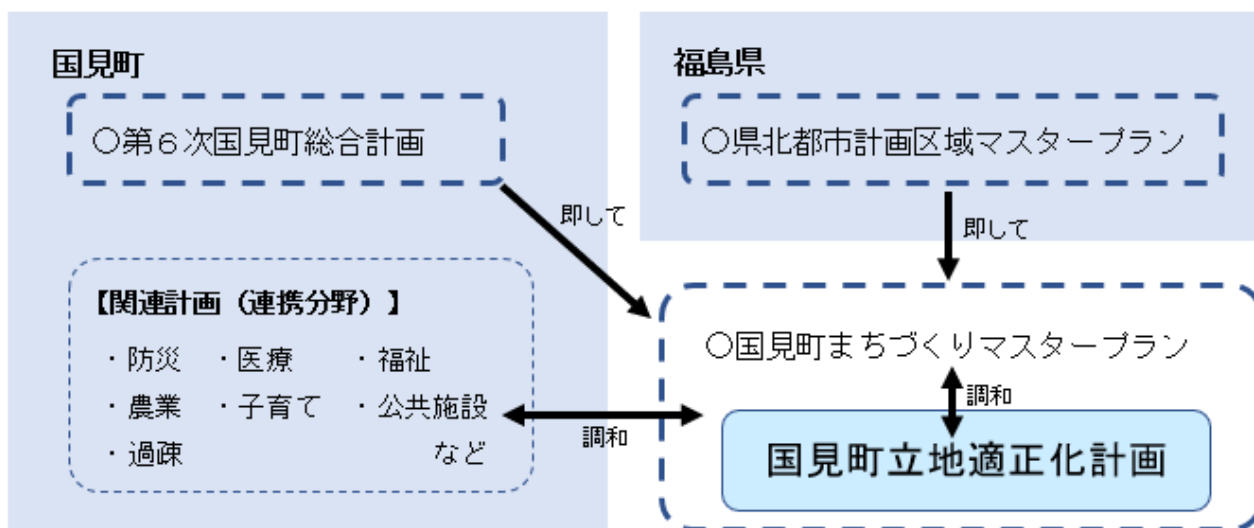 国見町
○第6次国見町総合計画
即して
【関連計画（連携分野）】
・防災 ・医療 ・福祉
・農業 ・子育て ・公共施設
・過疎 など
調和
福島県
○県北都市計画区域マスタープラン
即して
○国見町まちづくりマスタープラン
調和
国見町立地適正化計画